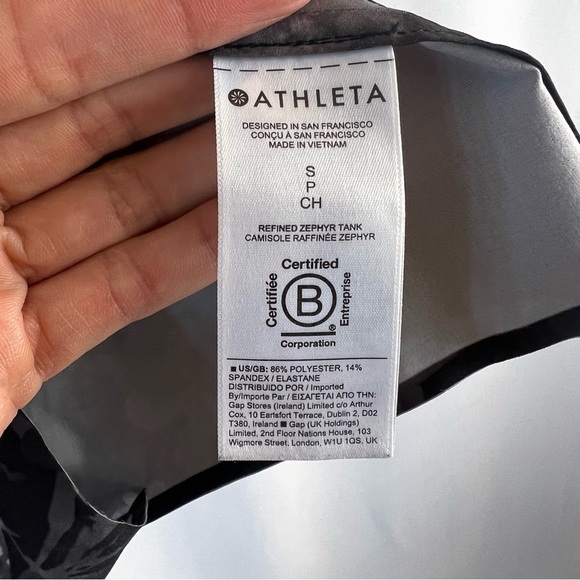 ATHLETA
DESIGNED IN SAN FRANCISCO
CONÇU À SAN FRANCISCO
MADE IN VIETNAM
S
P
CH
REFINED ZEPHYR TANK
CAMISOLE RAFFINÉE ZEPHYR
Certified
Certifiée
B
Entreprise
®
Corporation
■ US/GB: 86% POLYESTER, 14%
SPANDEX / ELASTANE
DISTRIBUIDO POR / Imported
By/Importe Par / ΕΙΣΑΓΕΤΑΙ ΑΠΟ ΤΗΝ:
Gap Stores (Ireland) Limited c/o Arthur
Cox, 10 Earlsfort Terrace, Dublin 2, D02
T380, Ireland ■ Gap (UK Holdings)
Limited, 2nd Floor Nations House, 103
Wigmore Street, London, W1U 1QS, UK